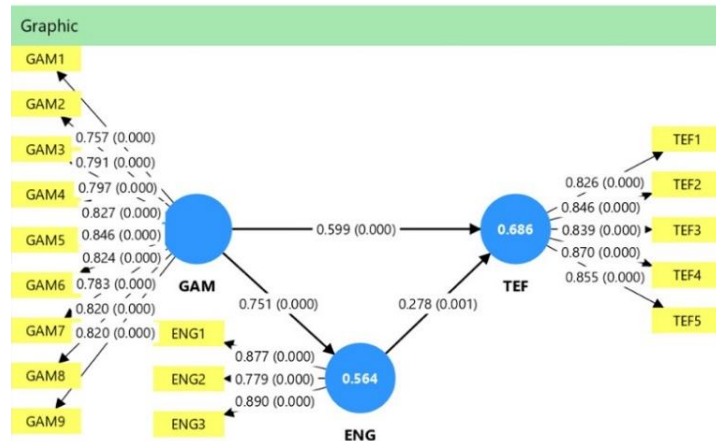 Graphic
GAM1
GAM2
GAM3
GAM4
GAM5
GAM6
GAM7
GAM8
GAM9
0.757 (0.000)
0.791 (0.000)
0.797 (0.000)
0.827 (0.000)
0.846 (0.000)
0.824 (0.000)
0.783 (0.000)
0.820 (0.000)
0.820 (0.000)
GAM
0.599 (0.000)
0.751 (0.000)
0.278 (0.001)
ENG1
ENG2
ENG3
0.877 (0.000)
0.779 (0.000)
0.890 (0.000)
0.564
ENG
0.686
TEF
0.826 (0.000)
0.846 (0.000)
0.839 (0.000)
0.870 (0.000)
0.855 (0.000)
TEF1
TEF2
TEF3
TEF4
TEF5